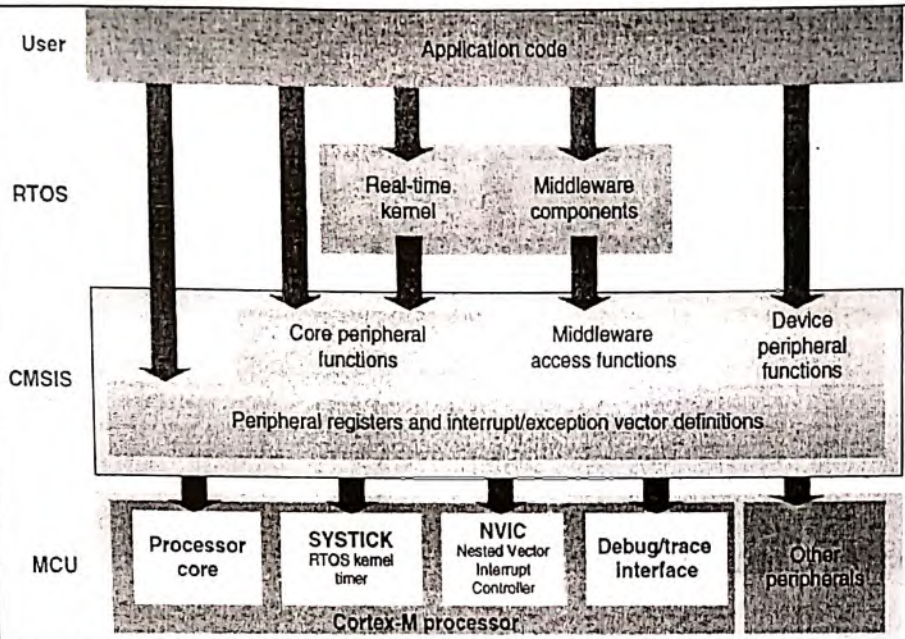 User
Application code
RTOS
Real-time
kernel
Middleware
components
CMSIS
Core peripheral
functions
Middleware
access functions
Device
peripheral
functions
Peripheral registers and interrupt/exception vector definitions
MCU
Processor
core
SYSTICK
RTOS kernel
timer
NVIC
Nested Vector
Interrupt
Controller
Debug/trace
interface
Other
peripherals
Cortex-M processor